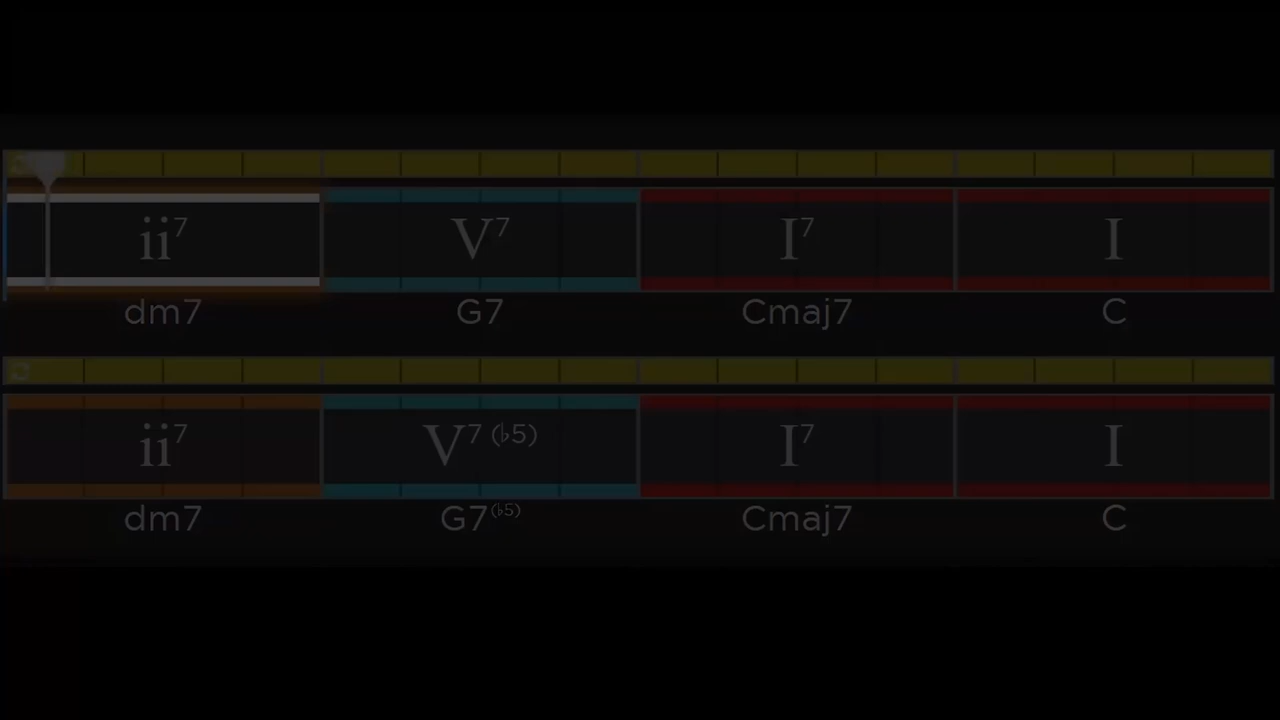 ii7 V7 I7 I
dm7 G7 Cmaj7 C
ii7 V7 (♭5) I7 I
dm7 G7(♭5) Cmaj7 C